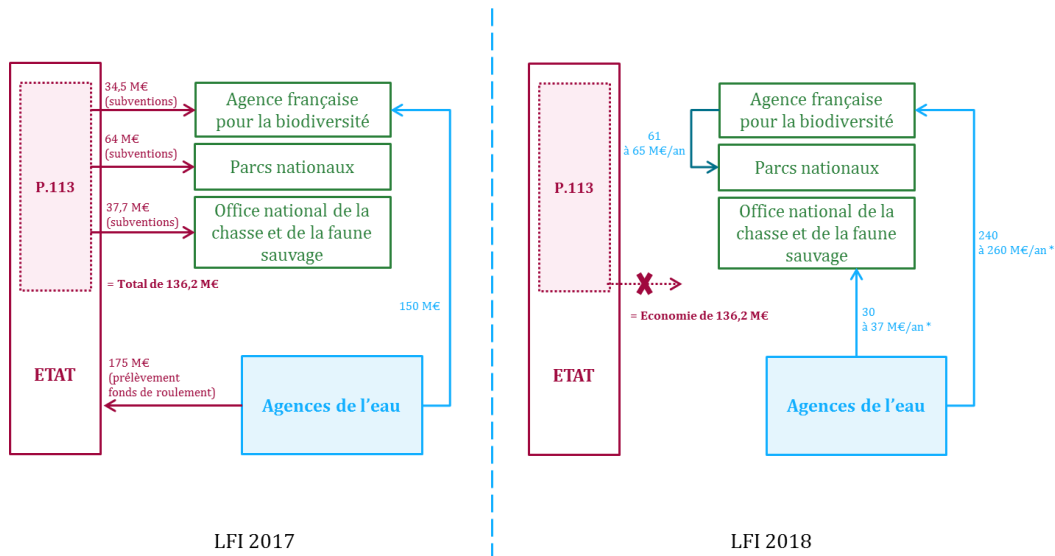 34,5 M€
(subventions)
Agence française
pour la biodiversité
64 M€
(subventions)
Parcs nationaux
P.113
37,7 M€
(subventions)
Office national de la
chasse et de la faune
sauvage
= Total de 136,2 M€
150 M€
ETAT
175 M€
(prélèvement
fonds de roulement)
Agences de l'eau
LFI 2017
Agence française
pour la biodiversité
61
à 65 M€/an
Parcs nationaux
P.113
Office national de la
chasse et de la faune
sauvage
240
à 260 M€/an *
= Economie de 136,2 M€
30
à 37 M€/an *
ETAT
Agences de l'eau
LFI 2018